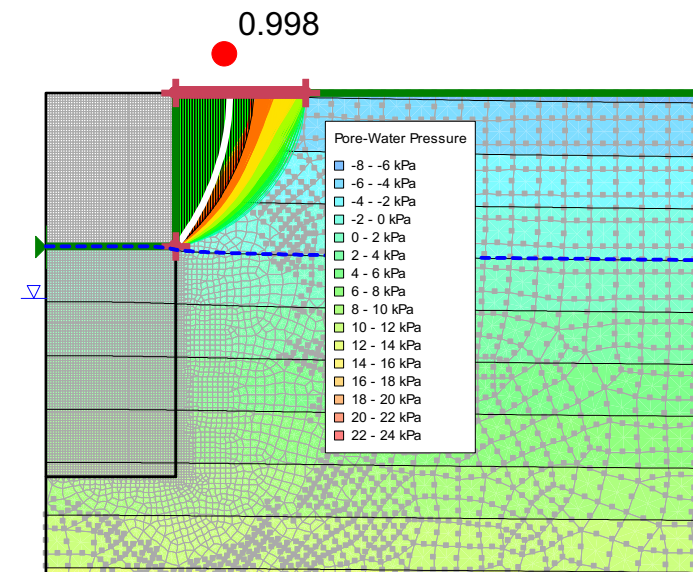 0.998
Pore-Water Pressure
-8 - -6 kPa
-6 - -4 kPa
-4 - -2 kPa
-2 - 0 kPa
0 - 2 kPa
2 - 4 kPa
4 - 6 kPa
6 - 8 kPa
8 - 10 kPa
10 - 12 kPa
12 - 14 kPa
14 - 16 kPa
16 - 18 kPa
18 - 20 kPa
20 - 22 kPa
22 - 24 kPa